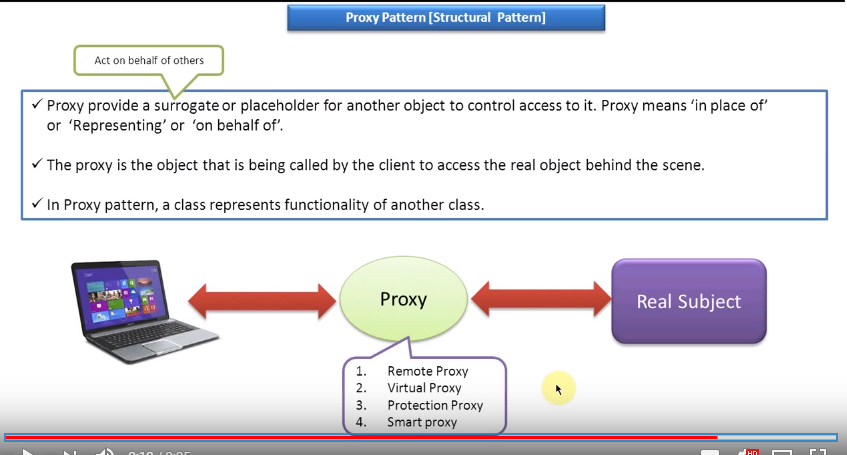 Proxy Pattern [Structural Pattern]
Act on behalf of others
✓ Proxy provide a surrogate or placeholder for another object to control access to it. Proxy means ‘in place of’
or ‘Representing’ or ‘on behalf of’.
✓ The proxy is the object that is being called by the client to access the real object behind the scene.
✓ In Proxy pattern, a class represents functionality of another class.
Proxy
Real Subject
1. Remote Proxy
2. Virtual Proxy
3. Protection Proxy
4. Smart proxy
HD